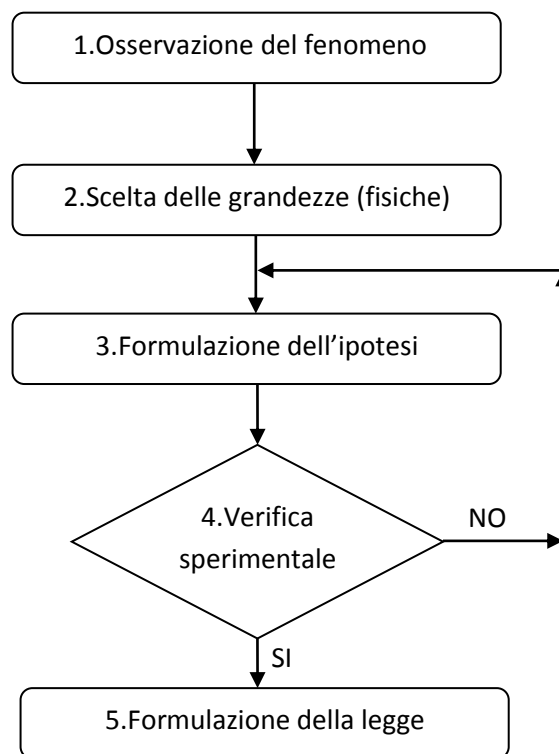 1.Osservazione del fenomeno
2.Scelta delle grandezze (fisiche)
3.Formulazione dell’ipotesi
4.Verifica
sperimentale
NO
SI
5.Formulazione della legge